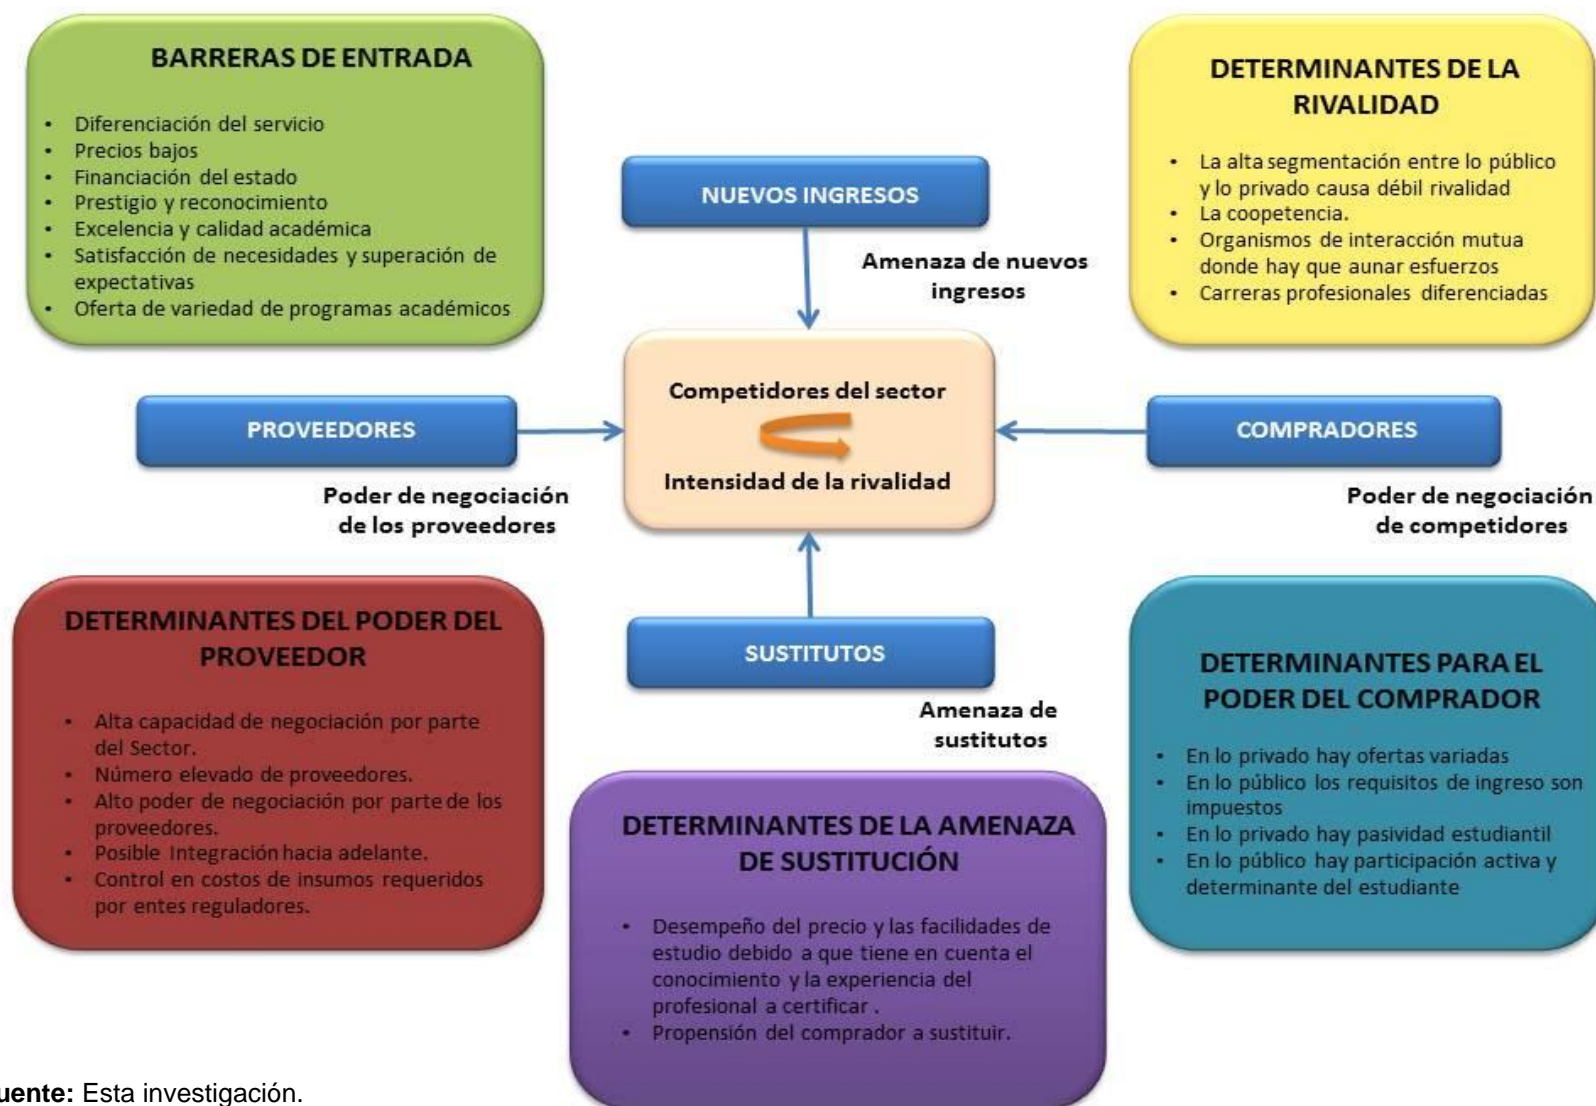 BARRERAS DE ENTRADA
• Diferenciación del servicio
• Precios bajos
• Financiación del estado
• Prestigio y reconocimiento
• Excelencia y calidad académica
• Satisfacción de necesidades y superación de
expectativas
• Oferta de variedad de programas académicos
NUEVOS INGRESOS
Amenaza de nuevos
ingresos
DETERMINANTES DE LA
RIVALIDAD
• La alta segmentación entre lo público
y lo privado causa débil rivalidad
• La coopetencia.
• Organismos de interacción mutua
donde hay que aunar esfuerzos
• Carreras profesionales diferenciadas
PROVEEDORES
Poder de negociación
de los proveedores
Competidores del sector
Intensidad de la rivalidad
COMPRADORES
Poder de negociación
de competidores
DETERMINANTES DEL PODER DEL
PROVEEDOR
• Alta capacidad de negociación por parte
del Sector.
• Número elevado de proveedores.
• Alto poder de negociación por parte de los
proveedores.
• Posible Integración hacia adelante.
• Control en costos de insumos requeridos
por entes reguladores.
SUSTITUTOS
Amenaza de
sustitutos
DETERMINANTES DE LA AMENAZA
DE SUSTITUCIÓN
• Desempeño del precio y las facilidades de
estudio debido a que tiene en cuenta el
conocimiento y la experiencia del
profesional a certificar .
• Propensión del comprador a sustituir.
DETERMINANTES PARA EL
PODER DEL COMPRADOR
• En lo privado hay ofertas variadas
• En lo público los requisitos de ingreso son
impuestos
• En lo privado hay pasividad estudiantil
• En lo público hay participación activa y
determinante del estudiante
uente: Esta investigación.